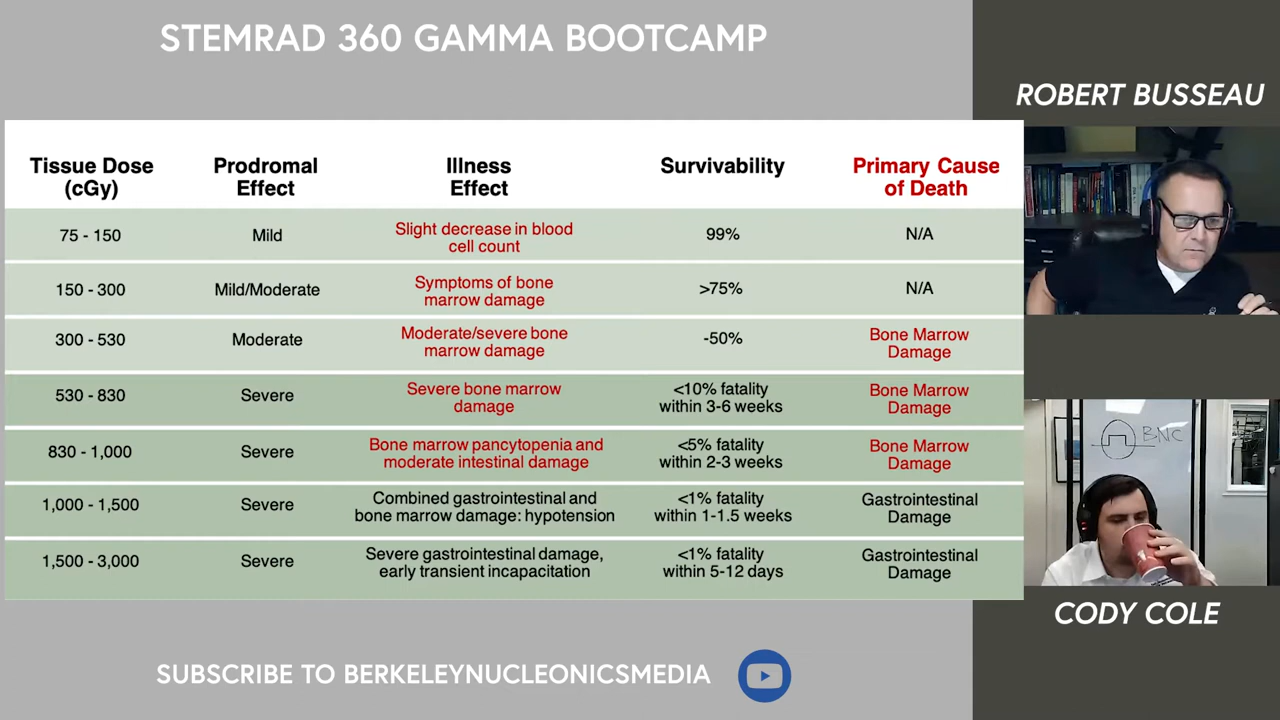 STEMRAD 360 GAMMA BOOTCAMP
ROBERT BUSSEAU
Tissue Dose
(cGy)
Prodromal
Effect
Illness
Effect
Survivability
Primary Cause
of Death
75 - 150
Mild
Slight decrease in blood
cell count
99%
N/A
150 - 300
Mild/Moderate
Symptoms of bone
marrow damage
>75%
N/A
300 - 530
Moderate
Moderate/severe bone
marrow damage
-50%
Bone Marrow
Damage
530 - 830
Severe
Severe bone marrow
damage
<10% fatality
within 3-6 weeks
Bone Marrow
Damage
830 - 1,000
Severe
Bone marrow pancytopenia and
moderate intestinal damage
<5% fatality
within 2-3 weeks
Bone Marrow
Damage
1,000 - 1,500
Severe
Combined gastrointestinal and
bone marrow damage: hypotension
<1% fatality
within 1-1.5 weeks
Gastrointestinal
Damage
1,500 - 3,000
Severe
Severe gastrointestinal damage,
early transient incapacitation
<1% fatality
within 5-12 days
Gastrointestinal
Damage
BNC
CODY COLE
SUBSCRIBE TO BERKELEYNUCLEONICSMEDIA